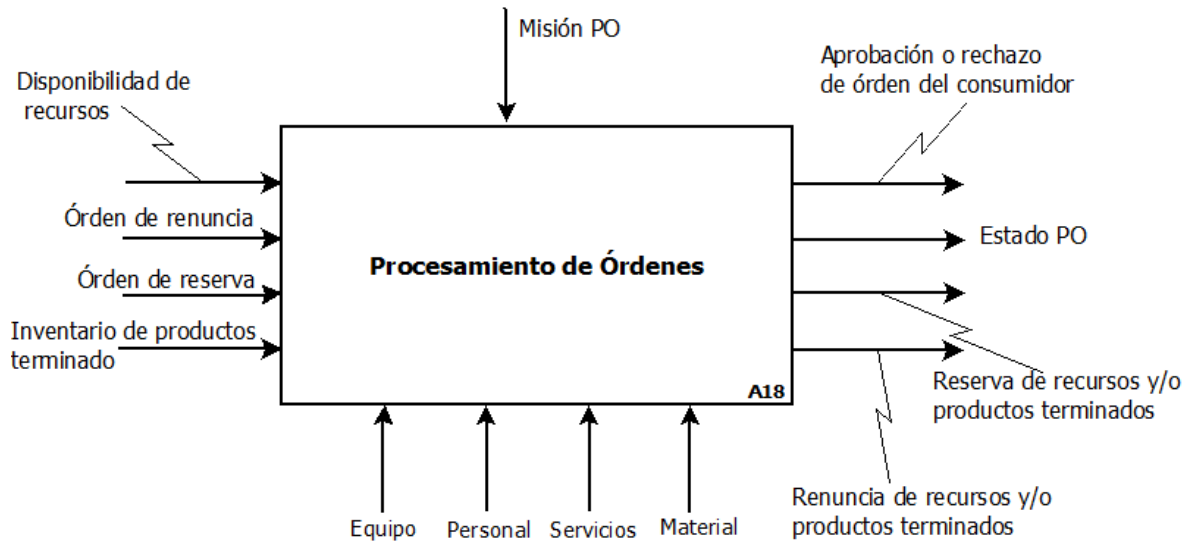 Misión PO
Disponibilidad de
recursos
Aprobación o rechazo
de órden del consumidor
Órden de renuncia
Estado PO
Procesamiento de Órdenes
Órden de reserva
Inventario de productos
terminado
A18
Reserva de recursos y/o
productos terminados
Renuncia de recursos y/o
productos terminados
Equipo
Personal
Servicios
Material